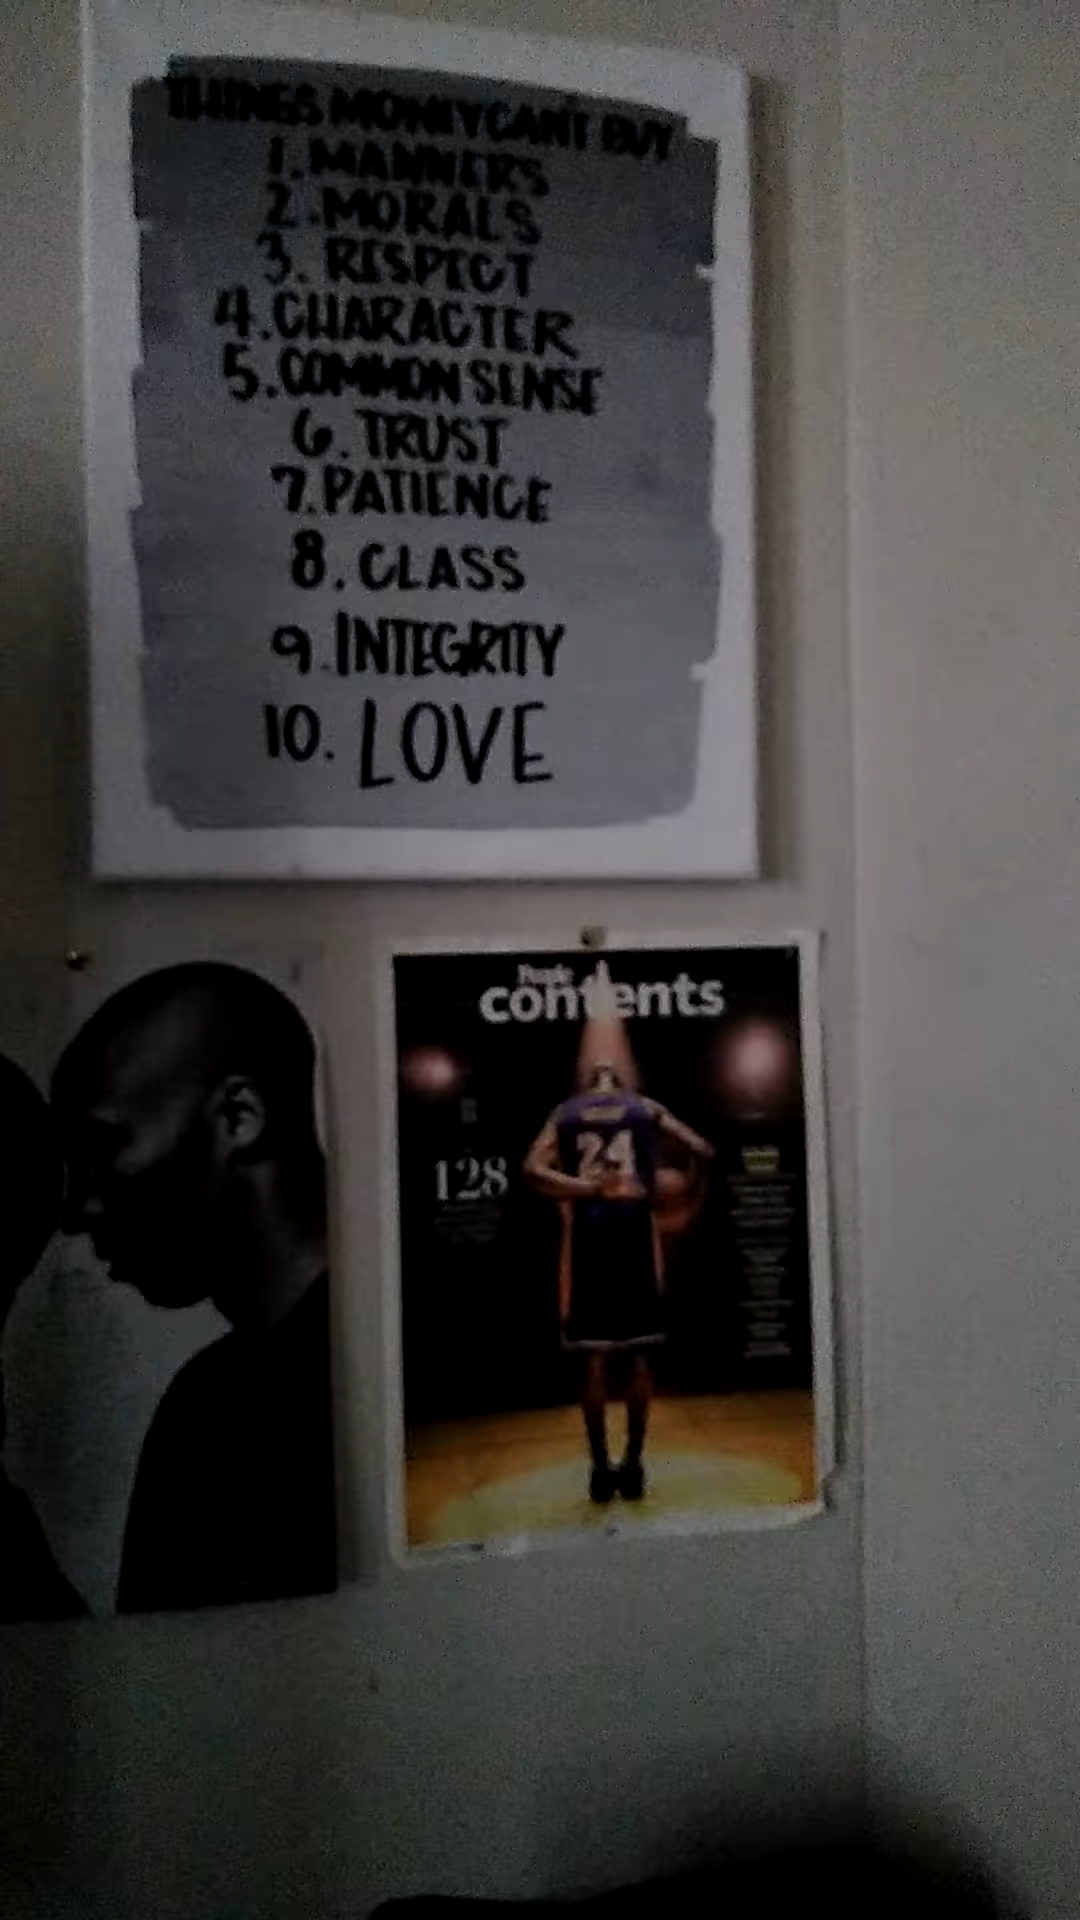 THINGS MONEY CAN'T BUY
1. MANNERS
2. MORALS
3. RESPECT
4. CHARACTER
5. COMMON SENSE
6. TRUST
7. PATIENCE
8. CLASS
9. INTEGRITY
10. LOVE
People
contents
24
128